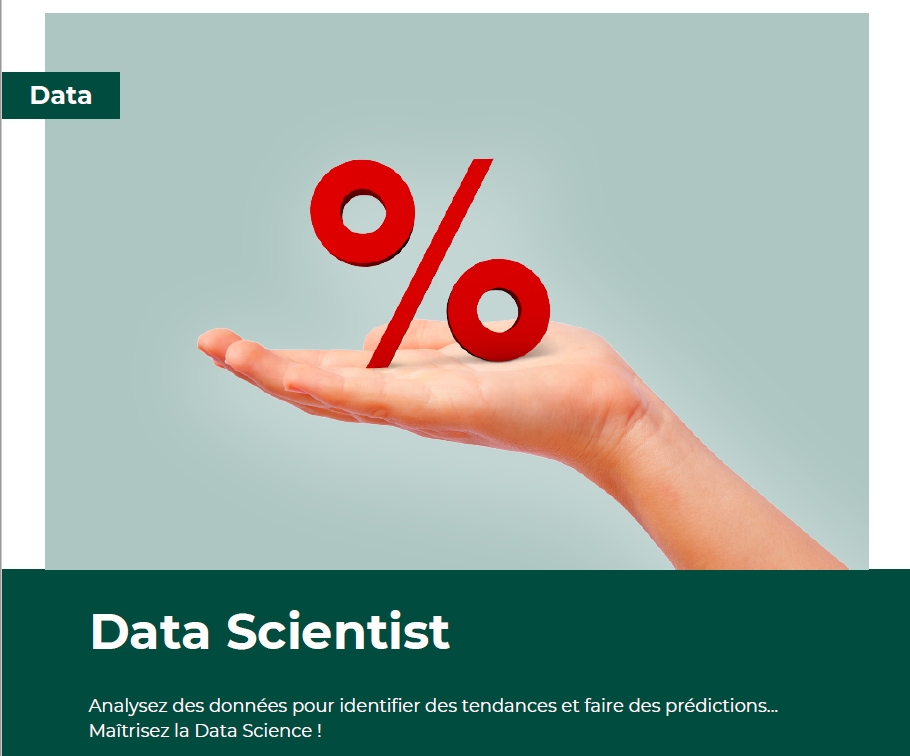 Data
%
Data Scientist
Analysez des données pour identifier des tendances et faire des prédictions...
Maîtrisez la Data Science !